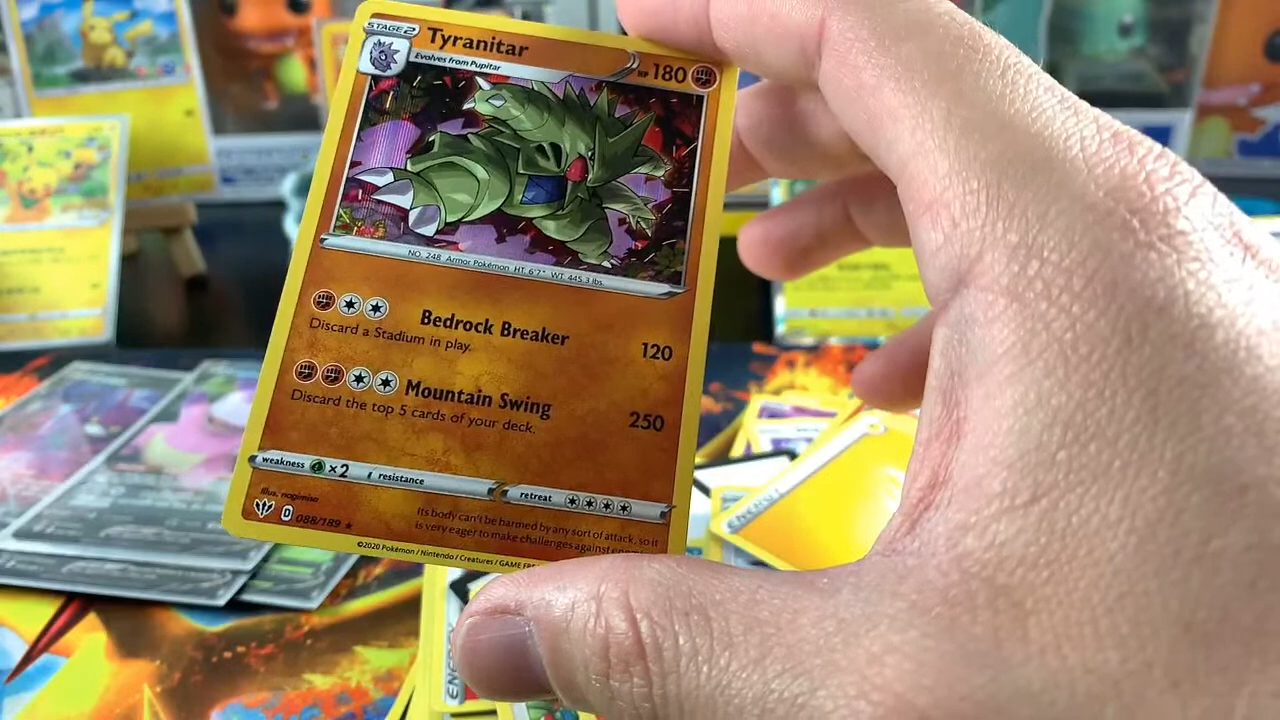 STAGE 2
Tyranitar
HP 180
Evolves from Pupitar
NO. 248 Armor Pokémon HT: 6'7" WT: 445.3 lbs.
Bedrock Breaker 120
Discard a Stadium in play.
Mountain Swing 250
Discard the top 5 cards of your deck.
weakness ×2 resistance retreat
Illus. nagimiso
D 088/189 ★
Its body can't be harmed by any sort of attack, so it
is very eager to make challenges against
©2020 Pokémon / Nintendo / Creatures / GAME
ENERGY
ENERGY